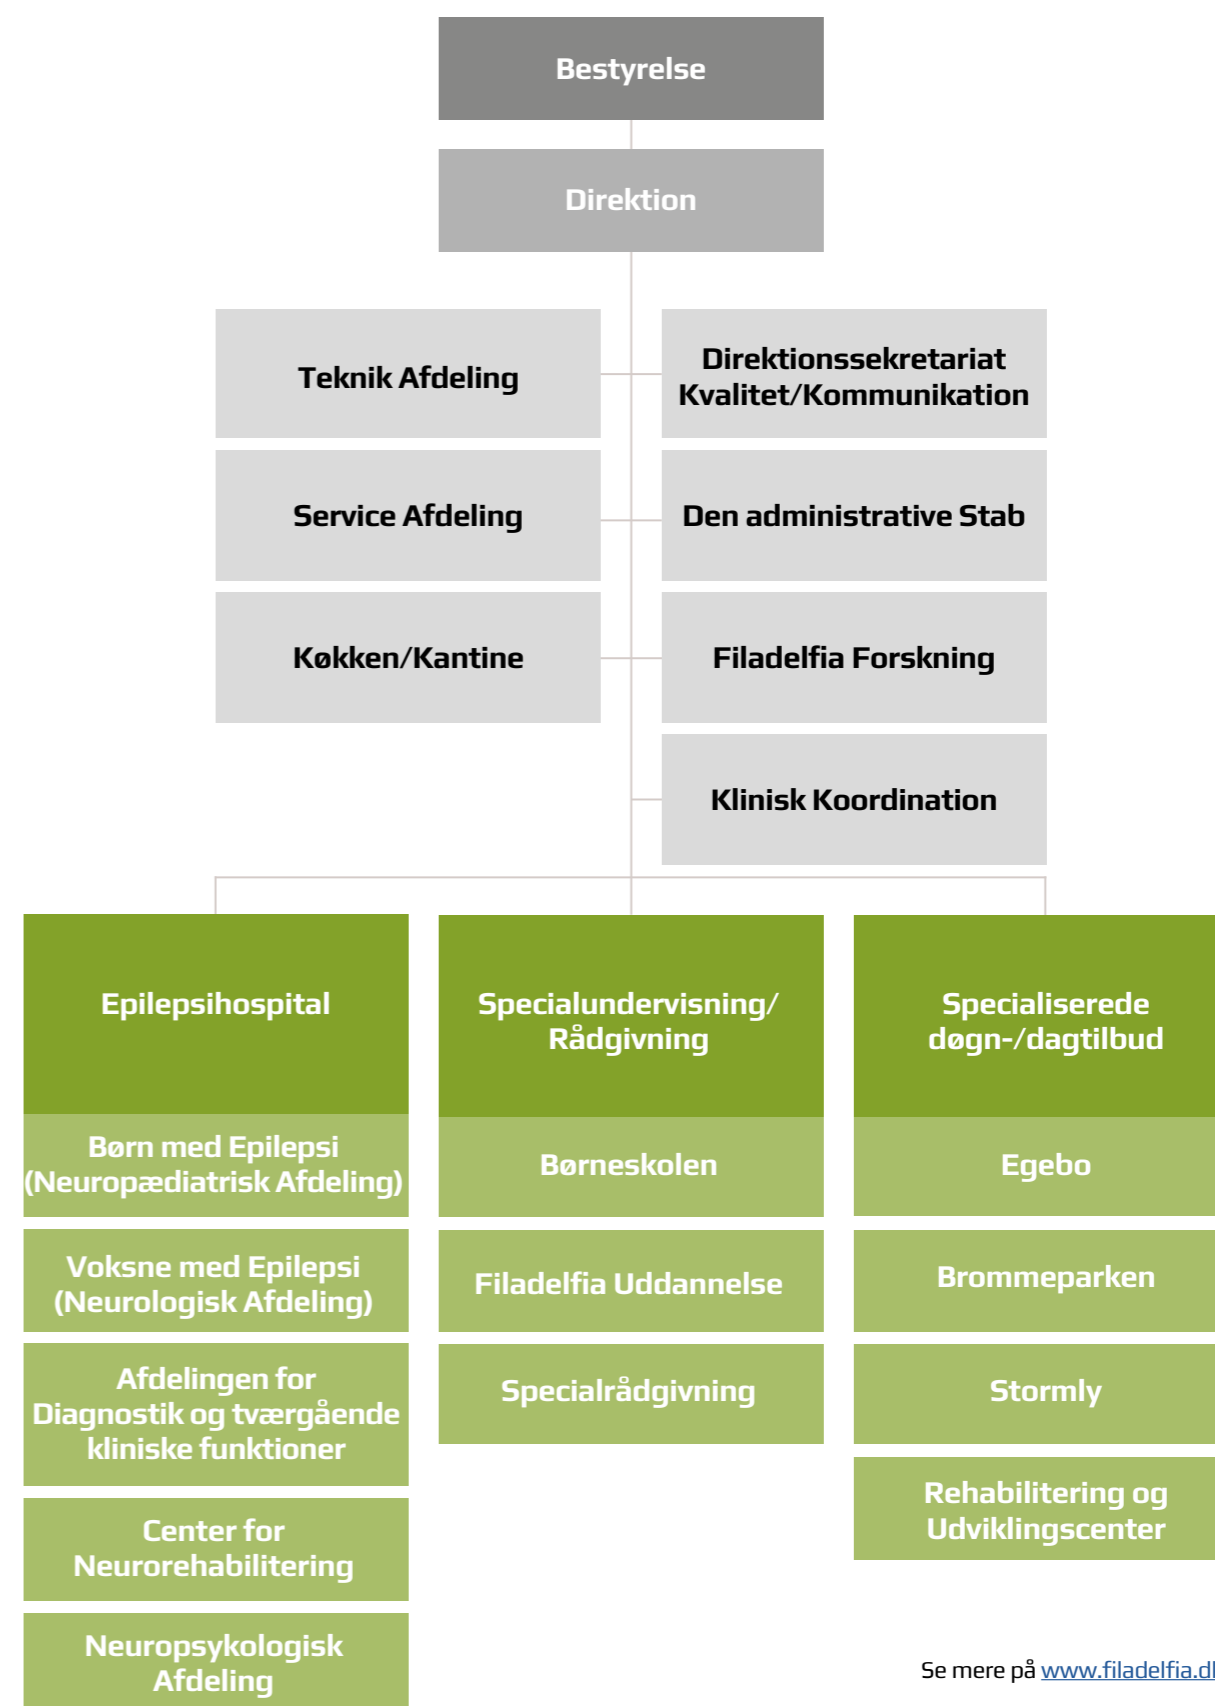 Bestyrelse
Direktion
Teknik Afdeling
Direktionssekretariat
Kvalitet/Kommunikation
Service Afdeling
Den administrative Stab
Køkken/Kantine
Filadelfia Forskning
Klinisk Koordination
Epilepsihospital
Børn med Epilepsi
(Neuropædiatrisk Afdeling)
Voksne med Epilepsi
(Neurologisk Afdeling)
Afdelingen for
Diagnostik og tværgående
kliniske funktioner
Center for
Neurorehabilitering
Neuropsykologisk
Afdeling
Specialundervisning/
Rådgivning
Børneskolen
Filadelfia Uddannelse
Specialrådgivning
Specialiserede
døgn-/dagtilbud
Egebo
Brommeparken
Stormly
Rehabilitering og
Udviklingscenter
Se mere på www.filadelfia.dl